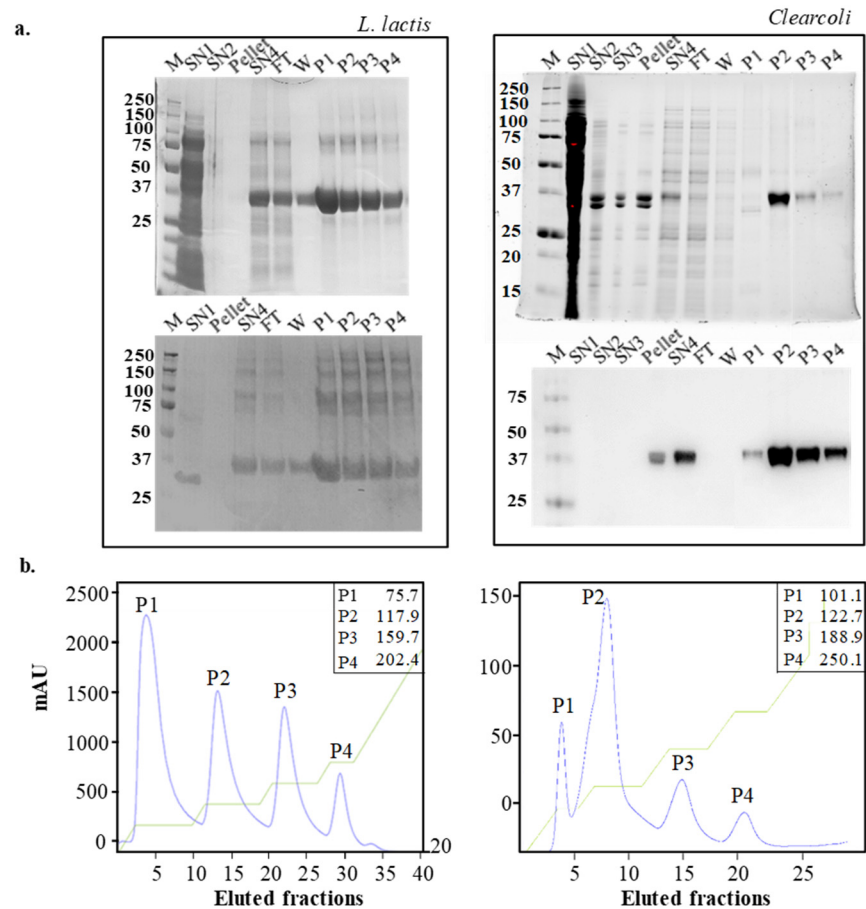 a.
L. lactis
M SN1 SN2 Pellet SN4 FT W P1 P2 P3 P4
250
150
100
75
50
37
25
M SN1 Pellet SN4 FT W P1 P2 P3 P4
250
150
100
75
50
37
25
Clearcoli
M SN1 SN2 SN3 Pellet SN4 FT W P1 P2 P3 P4
250
150
100
75
50
37
25
20
15
M SN1 SN2 SN3 Pellet SN4 FT W P1 P2 P3 P4
75
50
37
25
b.
mAU
2500
2000
1500
1000
500
0
P1
P2
P3
P4
P1 75.7
P2 117.9
P3 159.7
P4 202.4
5 10 15 20 25 30 35 40
20
Eluted fractions
150
100
50
0
P1
P2
P3
P4
P1 101.1
P2 122.7
P3 188.9
P4 250.1
5 10 15 20 25
Eluted fractions